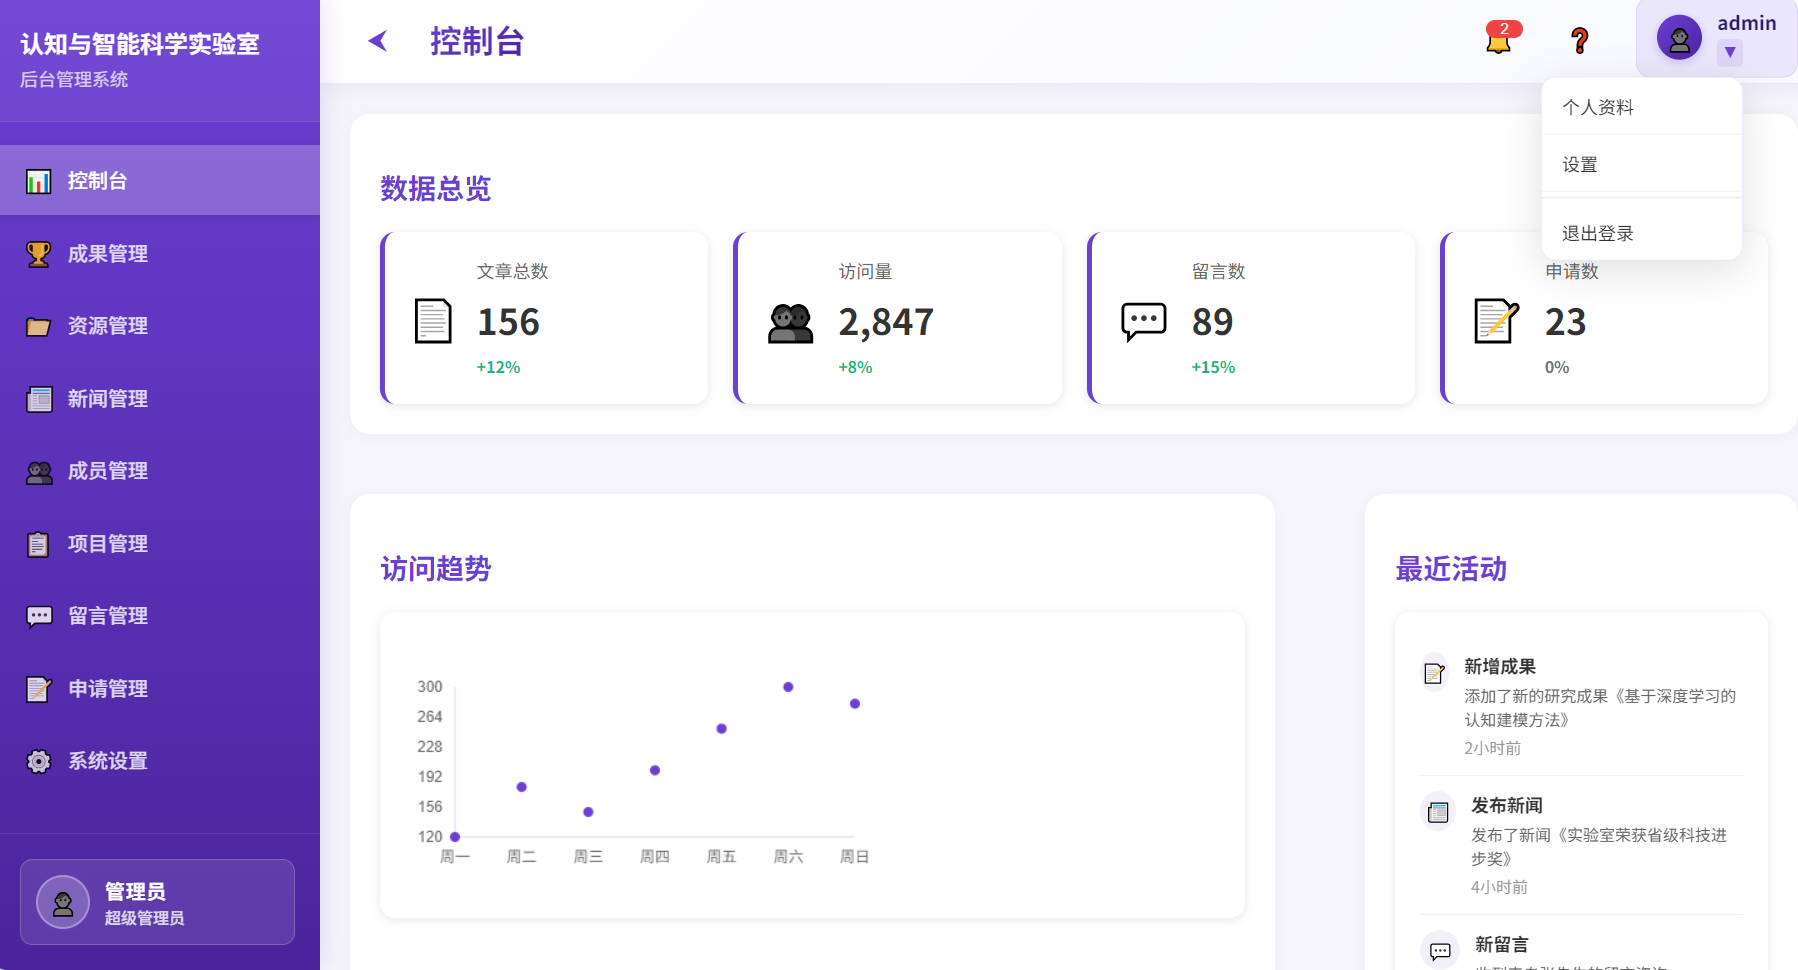 认知与智能科学实验室
后台管理系统
控制台
成果管理
资源管理
新闻管理
成员管理
项目管理
留言管理
申请管理
系统设置
管理员
超级管理员
控制台
2
admin
个人资料
设置
退出登录
数据总览
文章总数
156
+12%
访问量
2,847
+8%
留言数
89
+15%
申请数
23
0%
访问趋势
300
264
228
192
156
120
周一 周二 周三 周四 周五 周六 周日
最近活动
新增成果
添加了新的研究成果《基于深度学习的
认知建模方法》
2小时前
发布新闻
发布了新闻《实验室荣获省级科技进
步奖》
4小时前
新留言